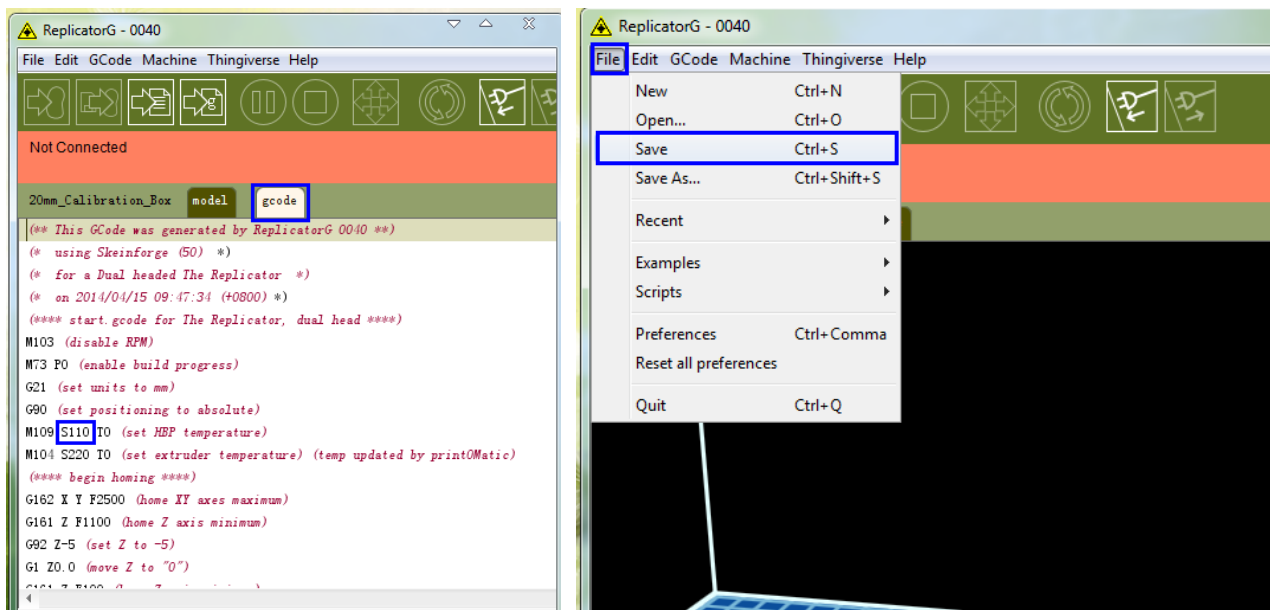 ReplicatorG - 0040
File Edit GCode Machine Thingiverse Help
Not Connected
20mm_Calibration_Box model gcode
(** This GCode was generated by ReplicatorG 0040 **)
(* using Skeinforge (50) *)
(* for a Dual headed The Replicator *)
(* on 2014/04/15 09:47:34 (+0800) *)
(**** start.gcode for The Replicator, dual head ****)
M103 (disable RPM)
M73 P0 (enable build progress)
G21 (set units to mm)
G90 (set positioning to absolute)
M109 S110 T0 (set HBP temperature)
M104 S220 T0 (set extruder temperature) (temp updated by printOMatic)
(**** begin homing ****)
G162 X Y F2500 (home XY axes maximum)
G161 Z F1100 (home Z axis minimum)
G92 Z-5 (set Z to -5)
G1 Z0.0 (move Z to "0")
ReplicatorG - 0040
File Edit GCode Machine Thingiverse Help
New Ctrl+N
Open... Ctrl+O
Save Ctrl+S
Save As... Ctrl+Shift+S
Recent
Examples
Scripts
Preferences Ctrl+Comma
Reset all preferences
Quit Ctrl+Q